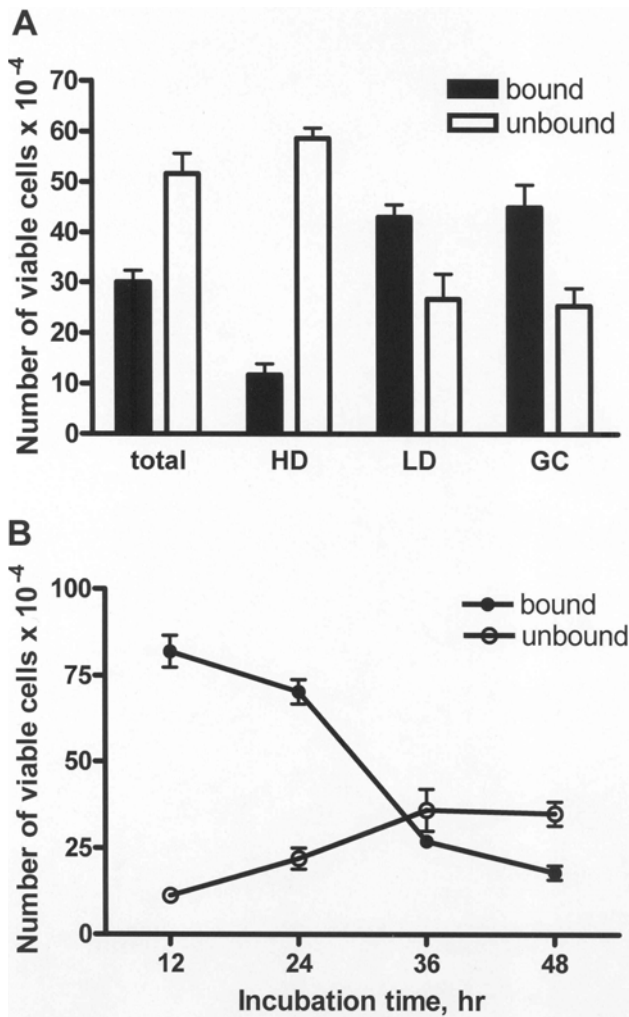 A
Number of viable cells x 10⁻⁴
70
60
50
40
30
20
10
0
bound
unbound
total HD LD GC
B
Number of viable cells x 10⁻⁴
100
75
50
25
0
bound
unbound
12 24 36 48
Incubation time, hr